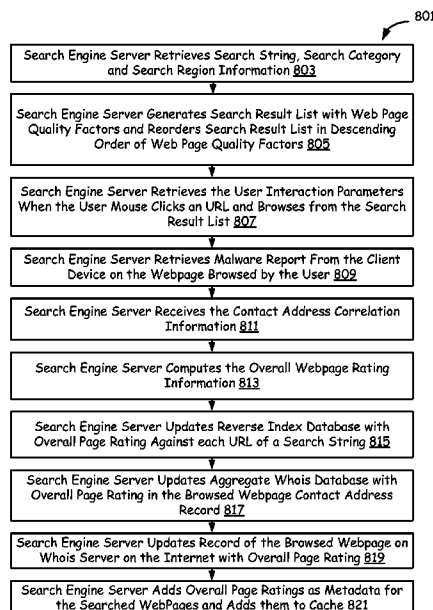 801
Search Engine Server Retrieves Search String, Search Category
and Search Region Information 803
Search Engine Server Generates Search Result List with Web Page
Quality Factors and Reorders Search Result List in Descending
Order of Web Page Quality Factors 805
Search Engine Server Retrieves the User Interaction Parameters
When the User Mouse Clicks an URL and Browses from the Search
Result List 807
Search Engine Server Retrieves Malware Report From the Client
Device on the Webpage Browsed by the User 809
Search Engine Server Receives the Contact Address Correlation
Information 811
Search Engine Server Computes the Overall Webpage Rating
Information 813
Search Engine Server Updates Reverse Index Database with
Overall Page Rating Against each URL of a Search String 815
Search Engine Server Updates Aggregate Whois Database with
Overall Page Rating in the Browsed Webpage Contact Address
Record 817
Search Engine Server Updates Record of the Browsed Webpage on
Whois Server on the Internet with Overall Page Rating 819
Search Engine Server Adds Overall Page Ratings as Metadata for
the Searched WebPages and Adds them to Cache 821